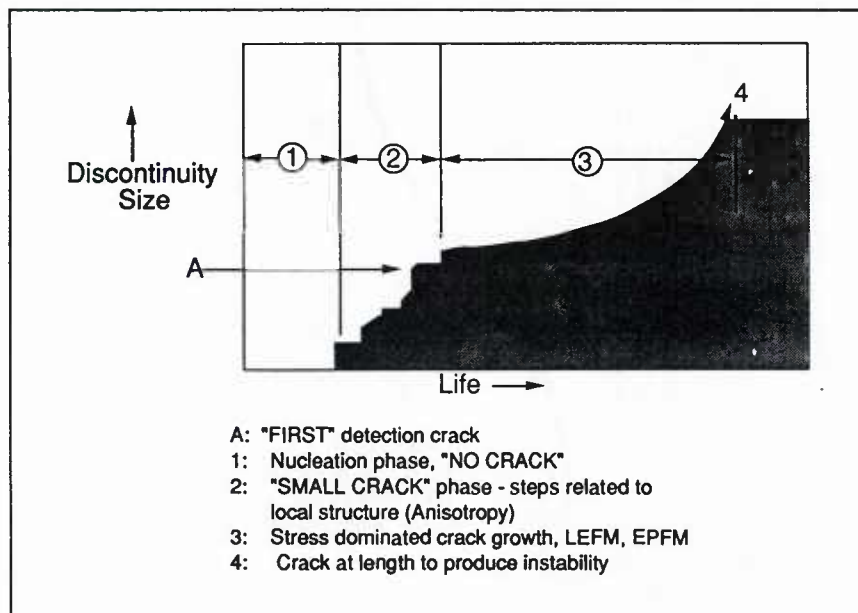 4
① ② ③
Discontinuity
Size
A
Life
A: "FIRST" detection crack
1: Nucleation phase, "NO CRACK"
2: "SMALL CRACK" phase - steps related to
local structure (Anisotropy)
3: Stress dominated crack growth, LEFM, EPFM
4: Crack at length to produce instability